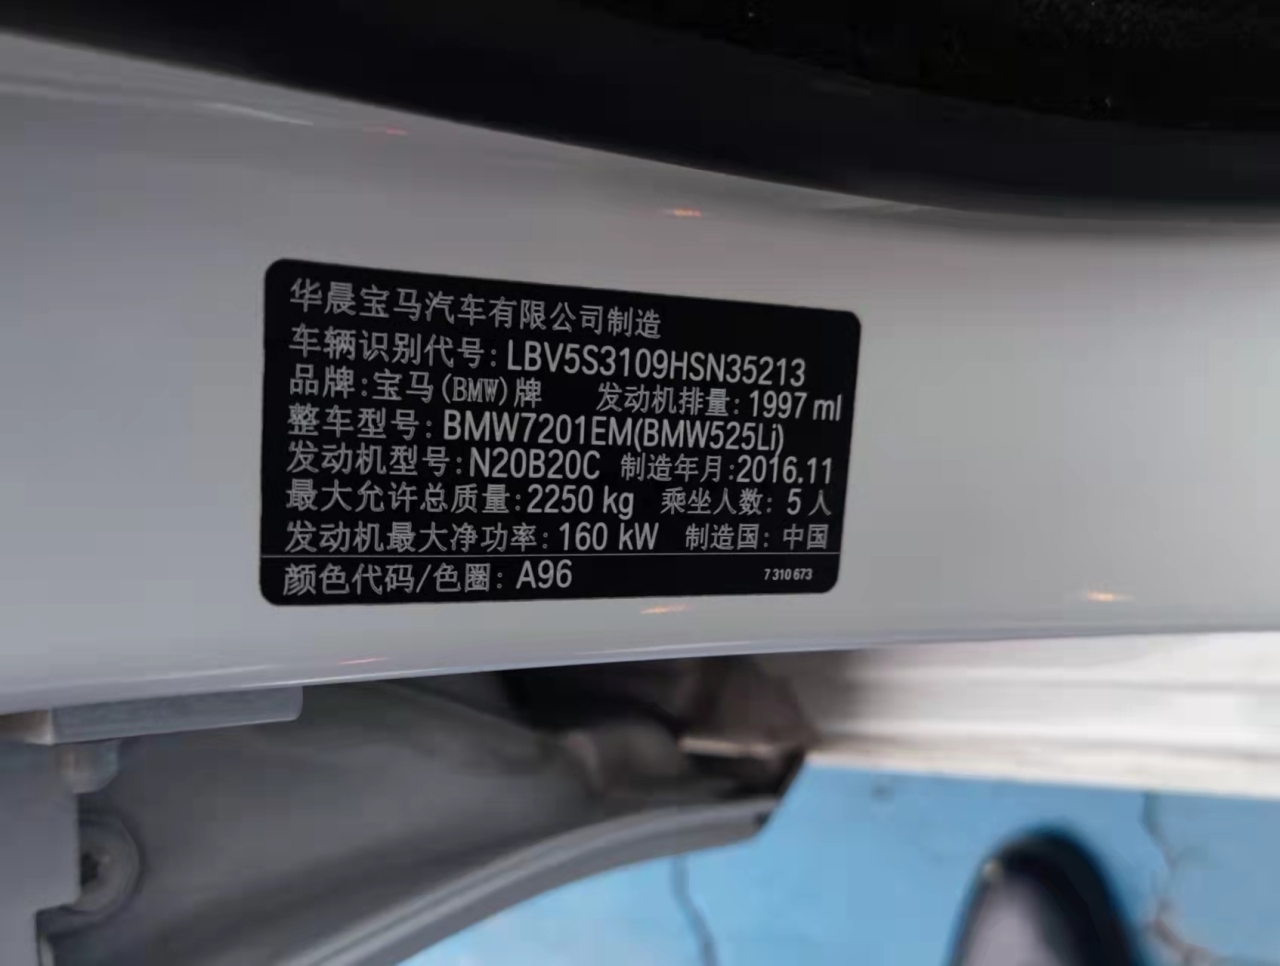 华晨宝马汽车有限公司制造
车辆识别代号: LBV5S3109HSN35213
品牌: 宝马(BMW)牌 发动机排量: 1997 ml
整车型号: BMW7201EM(BMW525Li)
发动机型号: N20B20C 制造年月: 2016.11
最大允许总质量: 2250 kg 乘坐人数: 5 人
发动机最大净功率: 160 kW 制造国: 中国
颜色代码/色圈: A96 7 310 673